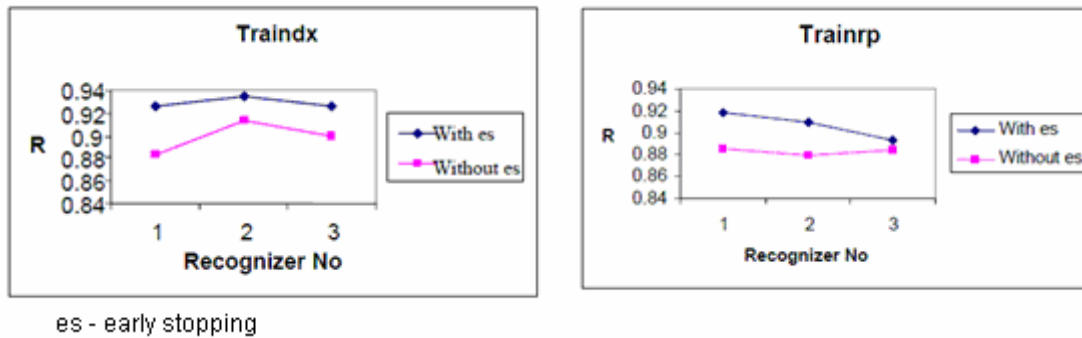 Traindx
0.94
0.92
0.9
0.88
0.86
0.84
R
1 2 3
Recognizer No
With es
Without es
Trainrp
0.94
0.92
0.9
0.88
0.86
0.84
R
1 2 3
Recognizer No
With es
Without es
es - early stopping